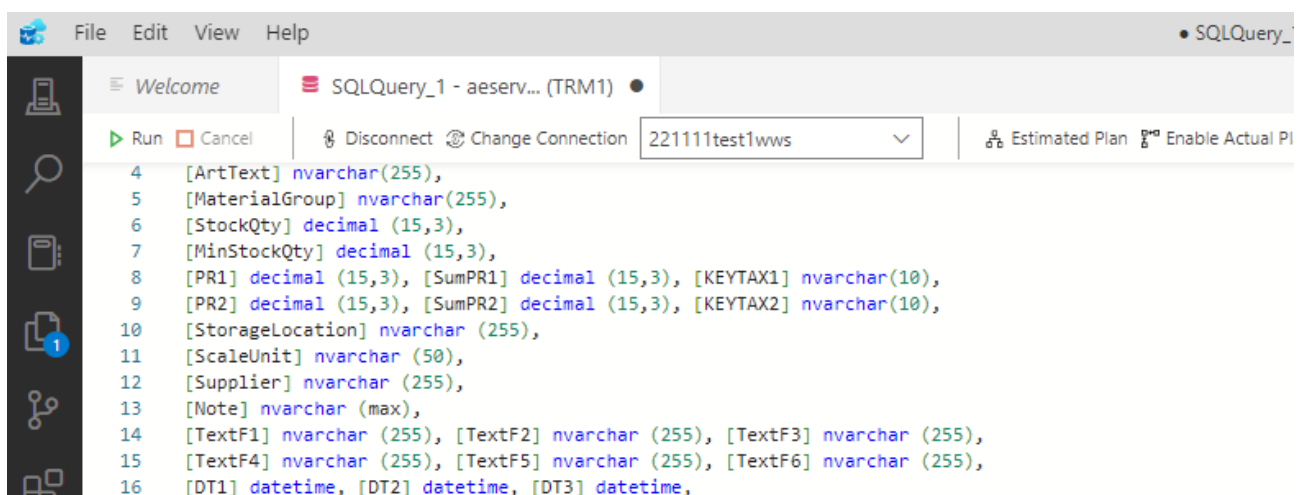 File Edit View Help ● SQLQuery_1
Welcome SQLQuery_1 - aeserv... (TRM1) ●
Run Cancel Disconnect Change Connection 221111test1wws Estimated Plan Enable Actual Pl
4 [ArtText] nvarchar(255),
5 [MaterialGroup] nvarchar(255),
6 [StockQty] decimal (15,3),
7 [MinStockQty] decimal (15,3),
8 [PR1] decimal (15,3), [SumPR1] decimal (15,3), [KEYTAX1] nvarchar(10),
9 [PR2] decimal (15,3), [SumPR2] decimal (15,3), [KEYTAX2] nvarchar(10),
10 [StorageLocation] nvarchar (255),
1
11 [ScaleUnit] nvarchar (50),
12 [Supplier] nvarchar (255),
13 [Note] nvarchar (max),
14 [TextF1] nvarchar (255), [TextF2] nvarchar (255), [TextF3] nvarchar (255),
15 [TextF4] nvarchar (255), [TextF5] nvarchar (255), [TextF6] nvarchar (255),
16 [DT1] datetime, [DT2] datetime, [DT3] datetime,